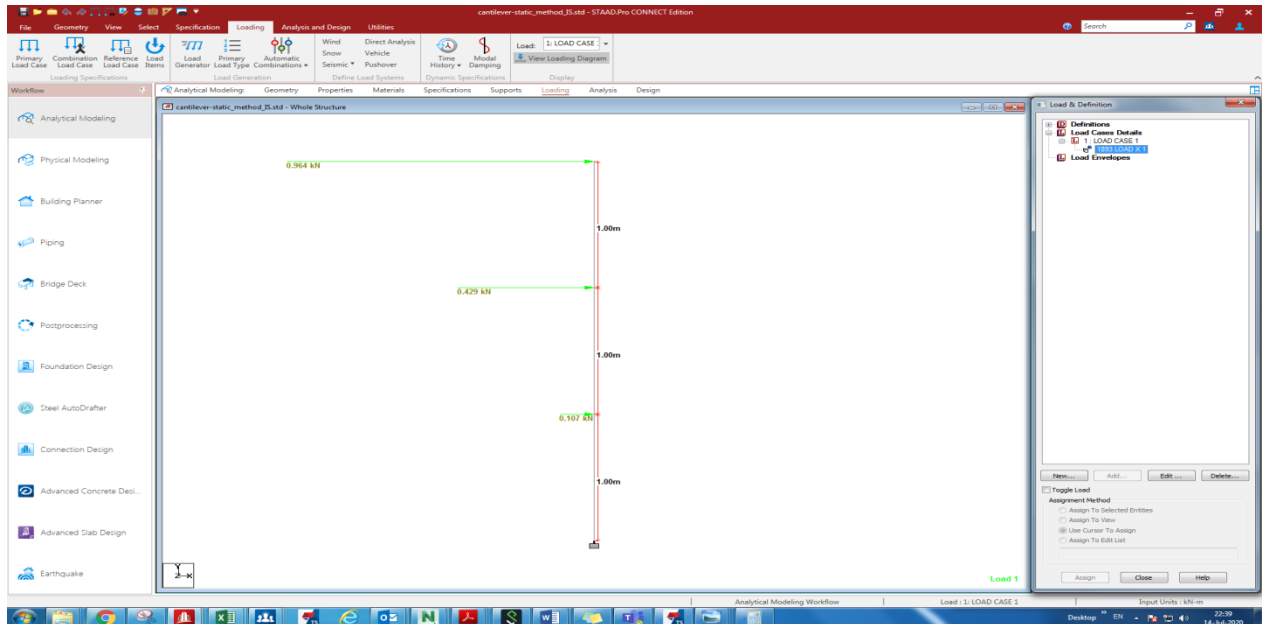 cantilever-static_method_IS.std - STAAD.Pro CONNECT Edition
File Geometry View Select Specification Loading Analysis and Design Utilities Search
Primary Load Case
Combination Load Case
Reference Load Case
Load Items
Load Generator
Primary Load Type
Automatic Combinations
Wind
Snow
Seismic
Direct Analysis
Vehicle
Pushover
Time History
Modal Damping
Load: 1: LOAD CASE
View Loading Diagram
Loading Specifications Load Generation Define Load Systems Dynamic Specifications Display
Workflow
Analytical Modeling: Geometry Properties Materials Specifications Supports Loading Analysis Design
Analytical Modeling
Physical Modeling
Building Planner
Piping
Bridge Deck
Postprocessing
Foundation Design
Steel AutoDrafter
Connection Design
Advanced Concrete Desi...
Advanced Slab Design
Earthquake
cantilever-static_method_IS.std - Whole Structure
0.964 kN
1.00m
0.429 kN
1.00m
0.107 kN
1.00m
Y
Z X
Load 1
Load & Definition
Definitions
Load Cases Details
1 : LOAD CASE 1
1893 LOAD X 1
Load Envelopes
New... Add... Edit ... Delete...
Toggle Load
Assignment Method
Assign To Selected Entities
Assign To View
Use Cursor To Assign
Assign To Edit List
Assign Close Help
Analytical Modeling Workflow Load : 1: LOAD CASE 1 Input Units : kN-m
Desktop EN 22:39
14-Jul-2020